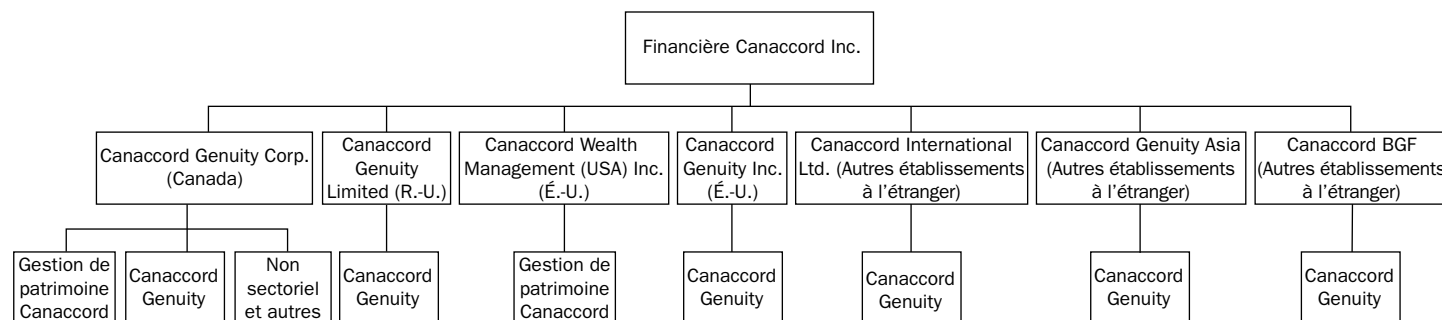 Financière Canaccord Inc.
Canaccord Genuity Corp.
(Canada)
Canaccord
Genuity
Limited (R.-U.)
Canaccord Wealth
Management (USA) Inc.
(É.-U.)
Canaccord
Genuity Inc.
(É.-U.)
Canaccord International
Ltd. (Autres établissements
à l'étranger)
Canaccord Genuity Asia
(Autres établissements
à l'étranger)
Canaccord BGF
(Autres établissements
à l'étranger)
Gestion de
patrimoine
Canaccord
Canaccord
Genuity
Non
sectoriel
et autres
Canaccord
Genuity
Gestion de
patrimoine
Canaccord
Canaccord
Genuity
Canaccord
Genuity
Canaccord
Genuity
Canaccord
Genuity